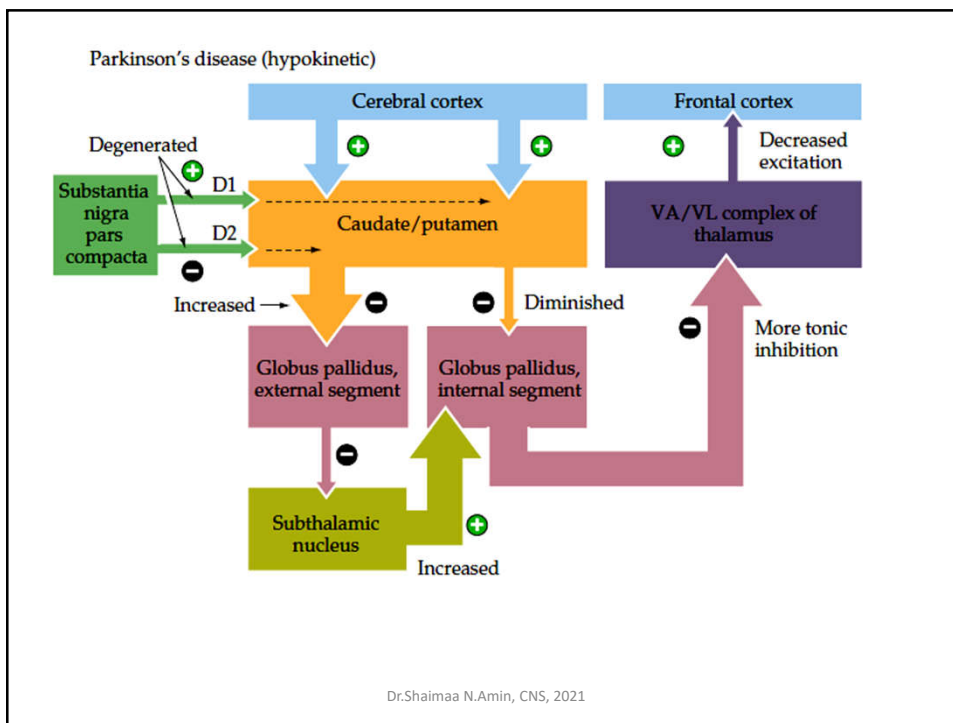 Parkinson's disease (hypokinetic)
Cerebral cortex
Frontal cortex
Degenerated
+
+
+
Decreased
excitation
+
D1
Substantia
nigra
pars
compacta
Caudate/putamen
VA/VL complex of
thalamus
D2
−
Increased
−
−
Diminished
−
More tonic
inhibition
Globus pallidus,
external segment
Globus pallidus,
internal segment
−
Subthalamic
nucleus
+
Increased
Dr.Shaimaa N.Amin, CNS, 2021